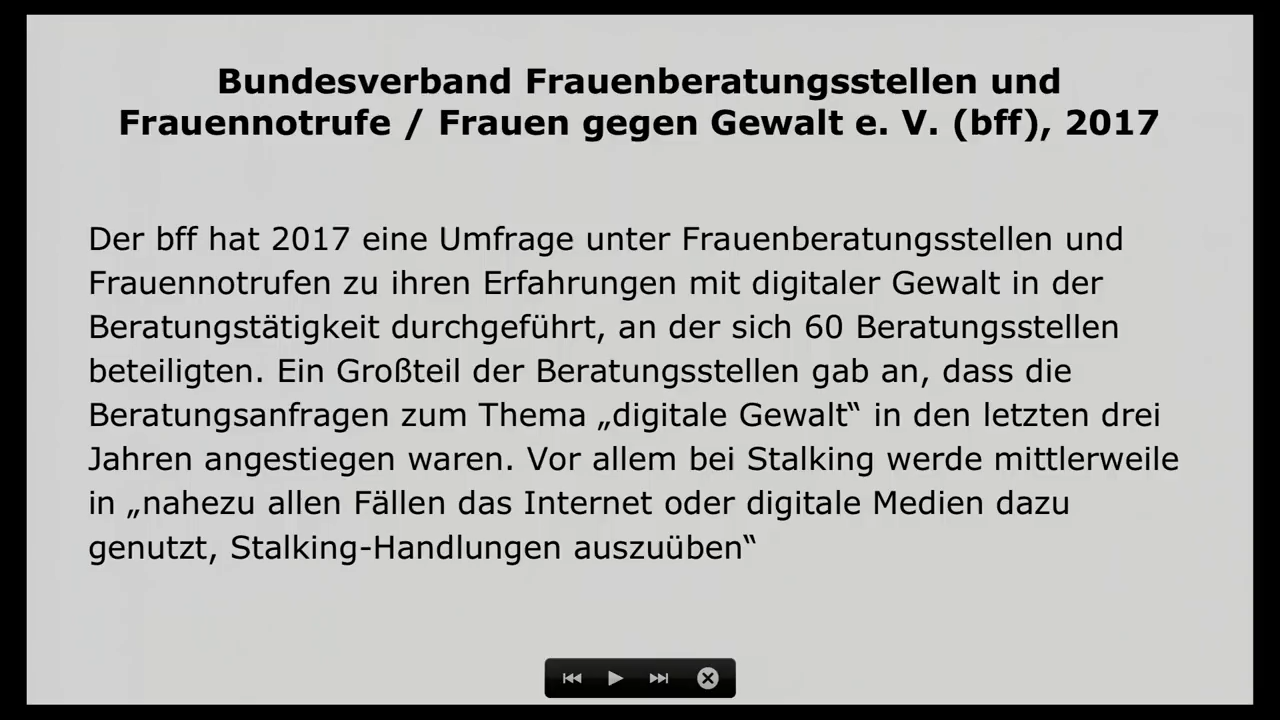 Bundesverband Frauenberatungsstellen und
Frauennotrufe / Frauen gegen Gewalt e. V. (bff), 2017
Der bff hat 2017 eine Umfrage unter Frauenberatungsstellen und
Frauennotrufen zu ihren Erfahrungen mit digitaler Gewalt in der
Beratungstätigkeit durchgeführt, an der sich 60 Beratungsstellen
beteiligten. Ein Großteil der Beratungsstellen gab an, dass die
Beratungsanfragen zum Thema „digitale Gewalt“ in den letzten drei
Jahren angestiegen waren. Vor allem bei Stalking werde mittlerweile
in „nahezu allen Fällen das Internet oder digitale Medien dazu
genutzt, Stalking-Handlungen auszuüben“